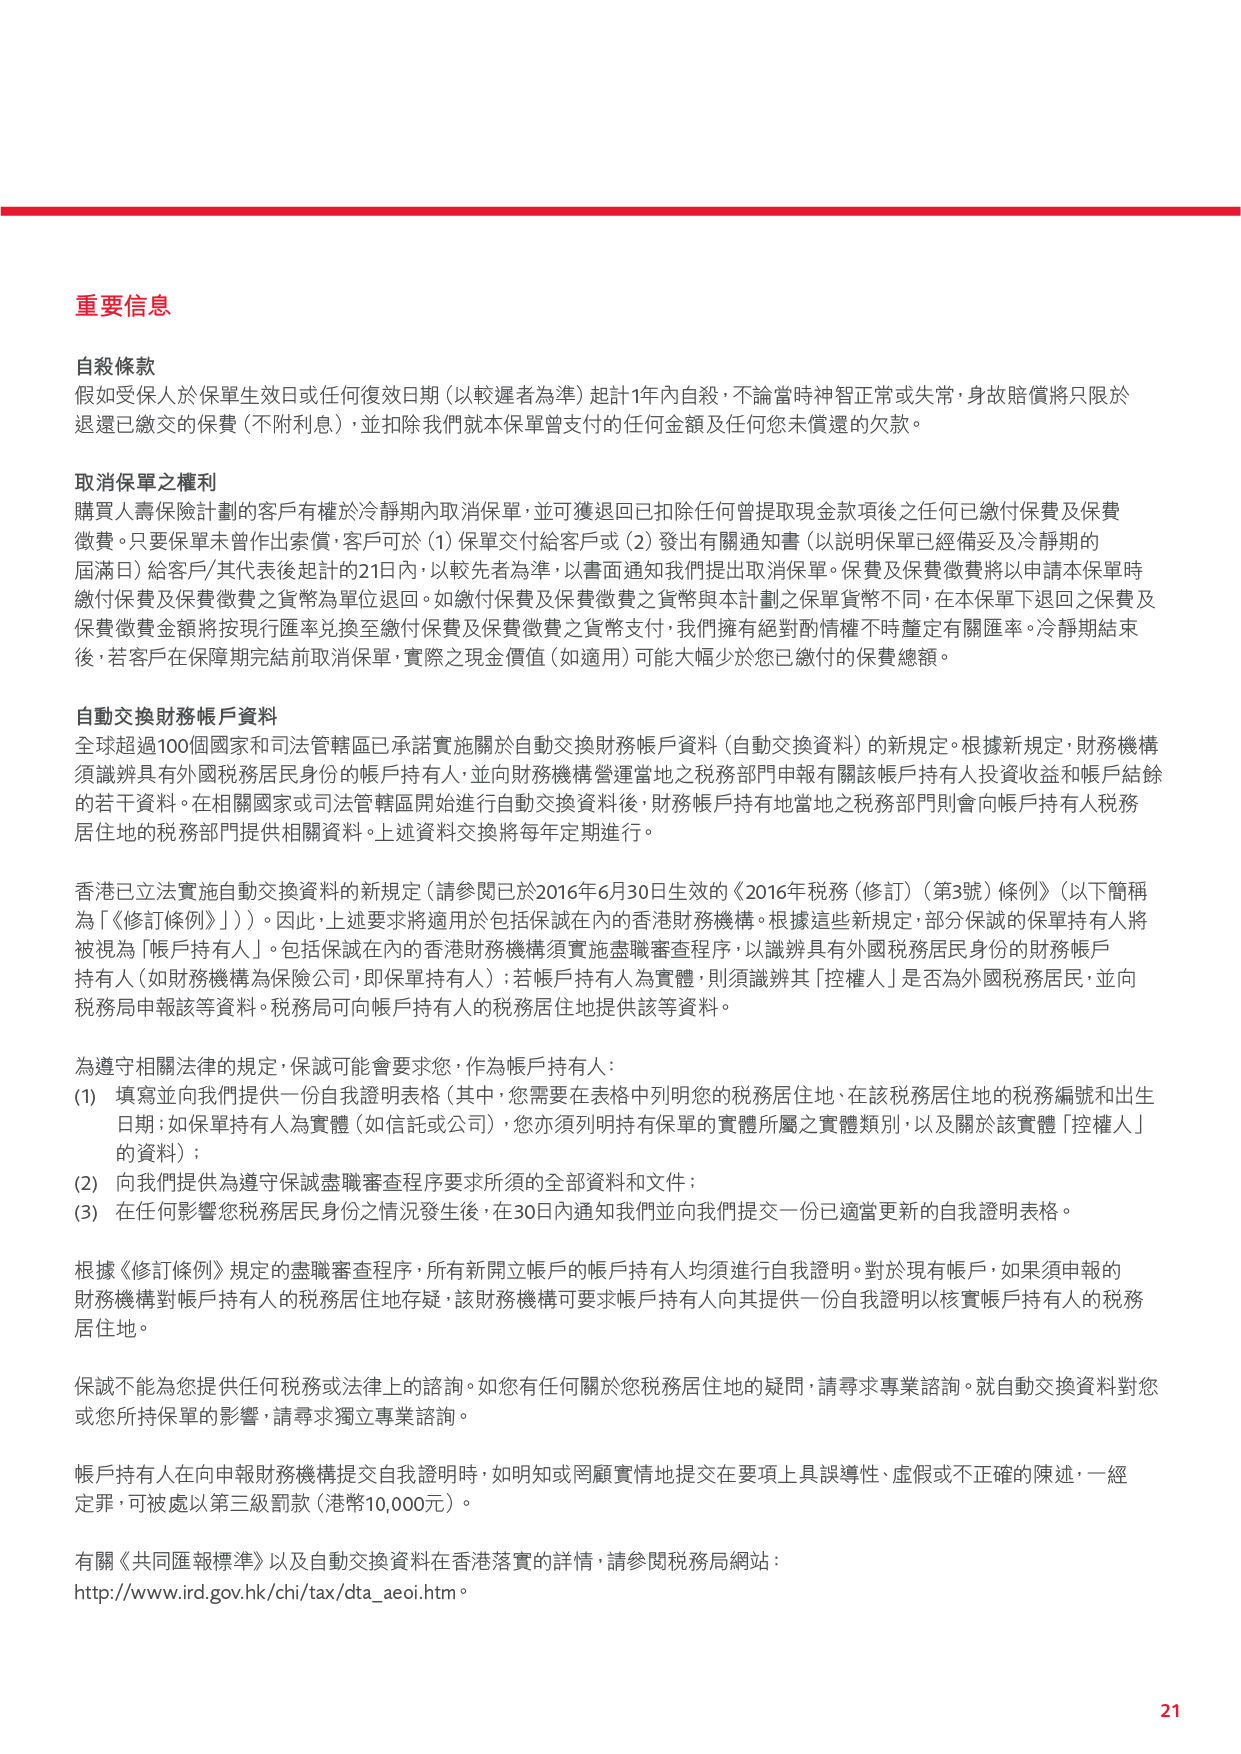 重要信息
自殺條款
假如受保人於保單生效日或任何復效日期（以較遲者為準）起計1年內自殺，不論當時神智正常或失常，身故賠償將只限於
退還已繳交的保費（不附利息），並扣除我們就本保單曾支付的任何金額及任何您未償還的欠款。
取消保單之權利
購買人壽保險計劃的客戶有權於冷靜期內取消保單，並可獲退回已扣除任何曾提取現金款項後之任何已繳付保費及保費
徵費。只要保單未曾作出索償，客戶可於（1）保單交付給客戶或（2）發出有關通知書（以說明保單已經備妥及冷靜期的
屆滿日）給客戶/其代表後起計的21日內，以較先者為準，以書面通知我們提出取消保單。保費及保費徵費將以申請本保單時
繳付保費及保費徵費之貨幣為單位退回。如繳付保費及保費徵費之貨幣與本計劃之保單貨幣不同，在本保單下退回之保費及
保費徵費金額將按現行匯率兌換至繳付保費及保費徵費之貨幣支付，我們擁有絕對酌情權不時釐定有關匯率。冷靜期結束
後，若客戶在保障期完結前取消保單，實際之現金價值（如適用）可能大幅少於您已繳付的保費總額。
自動交換財務帳戶資料
全球超過100個國家和司法管轄區已承諾實施關於自動交換財務帳戶資料（自動交換資料）的新規定。根據新規定，財務機構
須識辨具有外國稅務居民身份的帳戶持有人，並向財務機構營運當地之稅務部門申報有關該帳戶持有人投資收益和帳戶結餘
的若干資料。在相關國家或司法管轄區開始進行自動交換資料後，財務帳戶持有地當地之稅務部門則會向帳戶持有人稅務
居住地的稅務部門提供相關資料。上述資料交換將每年定期進行。
香港已立法實施自動交換資料的新規定（請參閱已於2016年6月30日生效的《2016年稅務（修訂）（第3號）條例》（以下簡稱
為「《修訂條例》」））。因此，上述要求將適用於包括保誠在內的香港財務機構。根據這些新規定，部分保誠的保單持有人將
被視為「帳戶持有人」。包括保誠在內的香港財務機構須實施盡職審查程序，以識辨具有外國稅務居民身份的財務帳戶
持有人（如財務機構為保險公司，即保單持有人）；若帳戶持有人為實體，則須識辨其「控權人」是否為外國稅務居民，並向
稅務局申報該等資料。稅務局可向帳戶持有人的稅務居住地提供該等資料。
為遵守相關法律的規定，保誠可能會要求您，作為帳戶持有人：
(1) 填寫並向我們提供一份自我證明表格（其中，您需要在表格中列明您的稅務居住地、在該稅務居住地的稅務編號和出生
日期；如保單持有人為實體（如信託或公司），您亦須列明持有保單的實體所屬之實體類別，以及關於該實體「控權人」
的資料）；
(2) 向我們提供為遵守保誠盡職審查程序要求所須的全部資料和文件；
(3) 在任何影響您稅務居民身份之情況發生後，在30日內通知我們並向我們提交一份已適當更新的自我證明表格。
根據《修訂條例》規定的盡職審查程序，所有新開立帳戶的帳戶持有人均須進行自我證明。對於現有帳戶，如果須申報的
財務機構對帳戶持有人的稅務居住地存疑，該財務機構可要求帳戶持有人向其提供一份自我證明以核實帳戶持有人的稅務
居住地。
保誠不能為您提供任何稅務或法律上的諮詢。如您有任何關於您稅務居住地的疑問，請尋求專業諮詢。就自動交換資料對您
或您所持保單的影響，請尋求獨立專業諮詢。
帳戶持有人在向申報財務機構提交自我證明時，如明知或罔顧實情地提交在要項上具誤導性、虛假或不正確的陳述，一經
定罪，可被處以第三級罰款（港幣10,000元）。
有關《共同匯報標準》以及自動交換資料在香港落實的詳情，請參閱稅務局網站：
http://www.ird.gov.hk/chi/tax/dta_aeoi.htm。
21